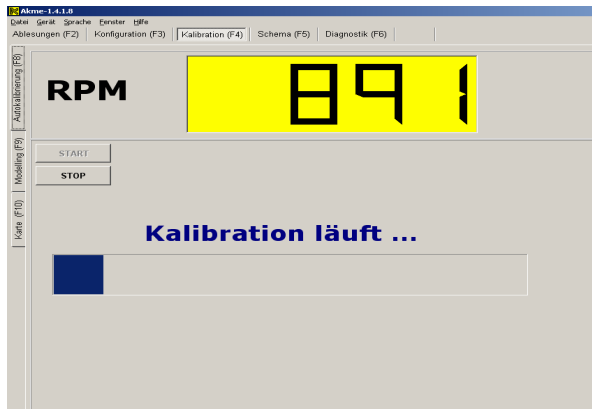 Akme-1.4.1.8
Datei Gerät Sprache Fenster Hilfe
Ablesungen (F2) Konfiguration (F3) Kalibration (F4) Schema (F5) Diagnostik (F6)
Autokalibrierung (F8)
RPM 891
START
STOP
Modelling (F9)
Kalibration läuft ...
Karte (F10)